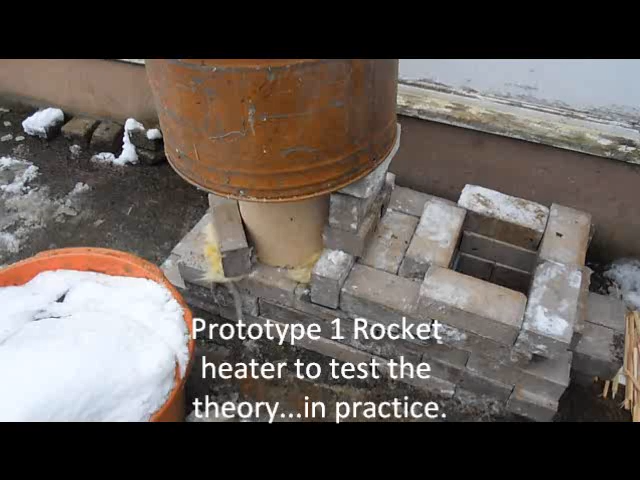 Prototype 1 Rocket
heater to test the
theory...in practice.